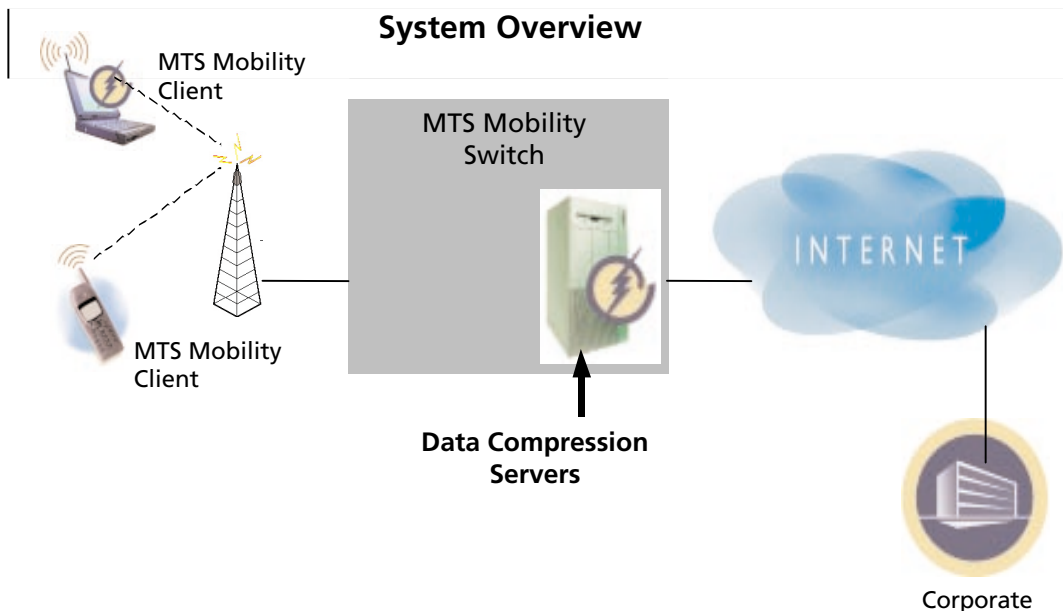 System Overview
MTS Mobility
Client
MTS Mobility
Switch
INTERNET
MTS Mobility
Client
Data Compression
Servers
Corporate